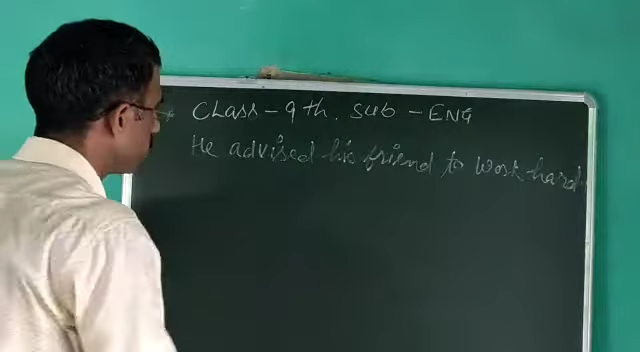 Class - 9th. Sub - ENG
He advised his friend to work hard.